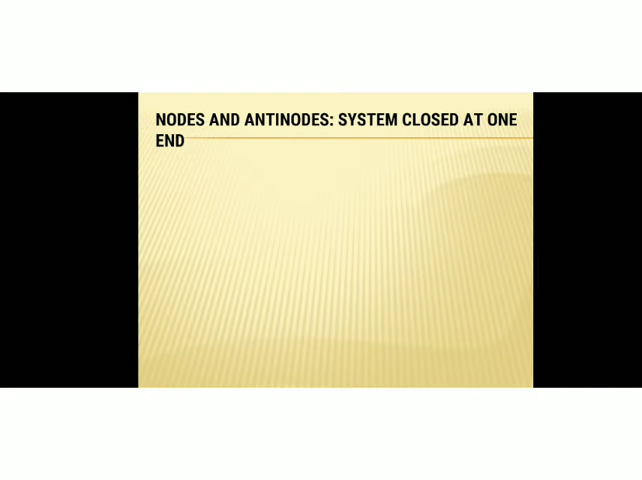 NODES AND ANTINODES: SYSTEM CLOSED AT ONE
END